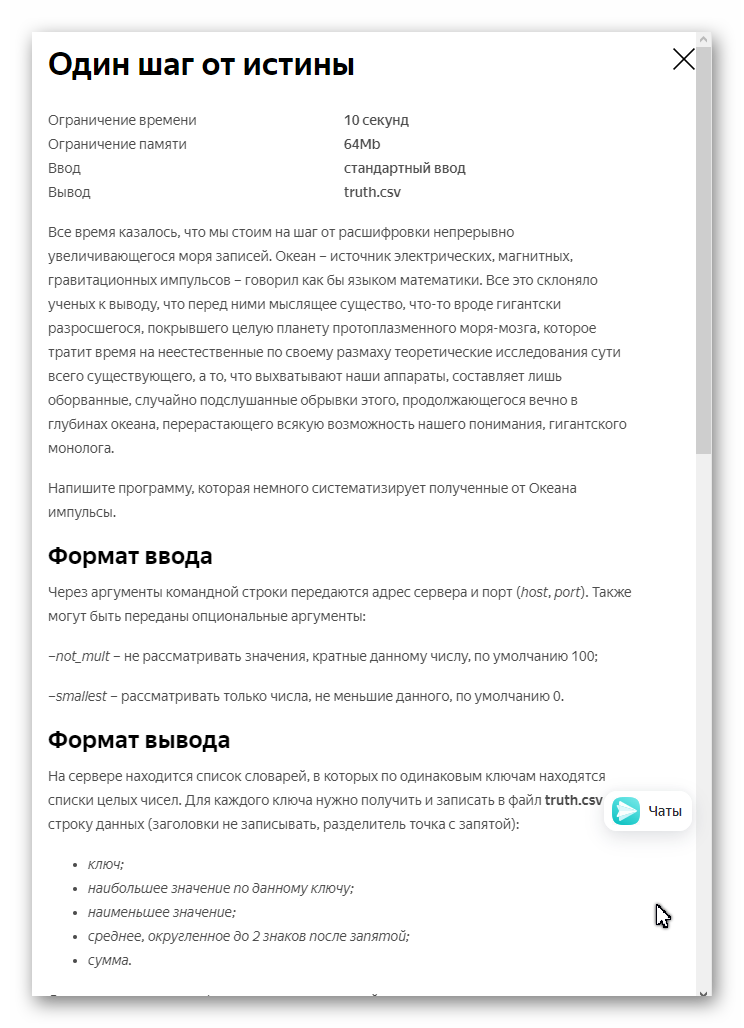 Один шаг от истины
Ограничение времени 10 секунд
Ограничение памяти 64Mb
Ввод стандартный ввод
Вывод truth.csv
Все время казалось, что мы стоим на шаг от расшифровки непрерывно
увеличивающегося моря записей. Океан – источник электрических, магнитных,
гравитационных импульсов – говорил как бы языком математики. Все это склоняло
ученых к выводу, что перед ними мыслящее существо, что-то вроде гигантски
разросшегося, покрывшего целую планету протоплазменного моря-мозга, которое
тратит время на неестественные по своему размаху теоретические исследования сути
всего существующего, а то, что выхватывают наши аппараты, составляет лишь
оборванные, случайно подслушанные обрывки этого, продолжающегося вечно в
глубинах океана, перерастающего всякую возможность нашего понимания, гигантского
монолога.
Напишите программу, которая немного систематизирует полученные от Океана
импульсы.
Формат ввода
Через аргументы командной строки передаются адрес сервера и порт (host, port). Также
могут быть переданы опциональные аргументы:
–not_mult – не рассматривать значения, кратные данному числу, по умолчанию 100;
–smallest – рассматривать только числа, не меньшие данного, по умолчанию 0.
Формат вывода
На сервере находится список словарей, в которых по одинаковым ключам находятся
списки целых чисел. Для каждого ключа нужно получить и записать в файл truth.csv
строку данных (заголовки не записывать, разделитель точка с запятой):
Чаты
• ключ;
• наибольшее значение по данному ключу;
• наименьшее значение;
• среднее, округленное до 2 знаков после запятой;
• сумма.